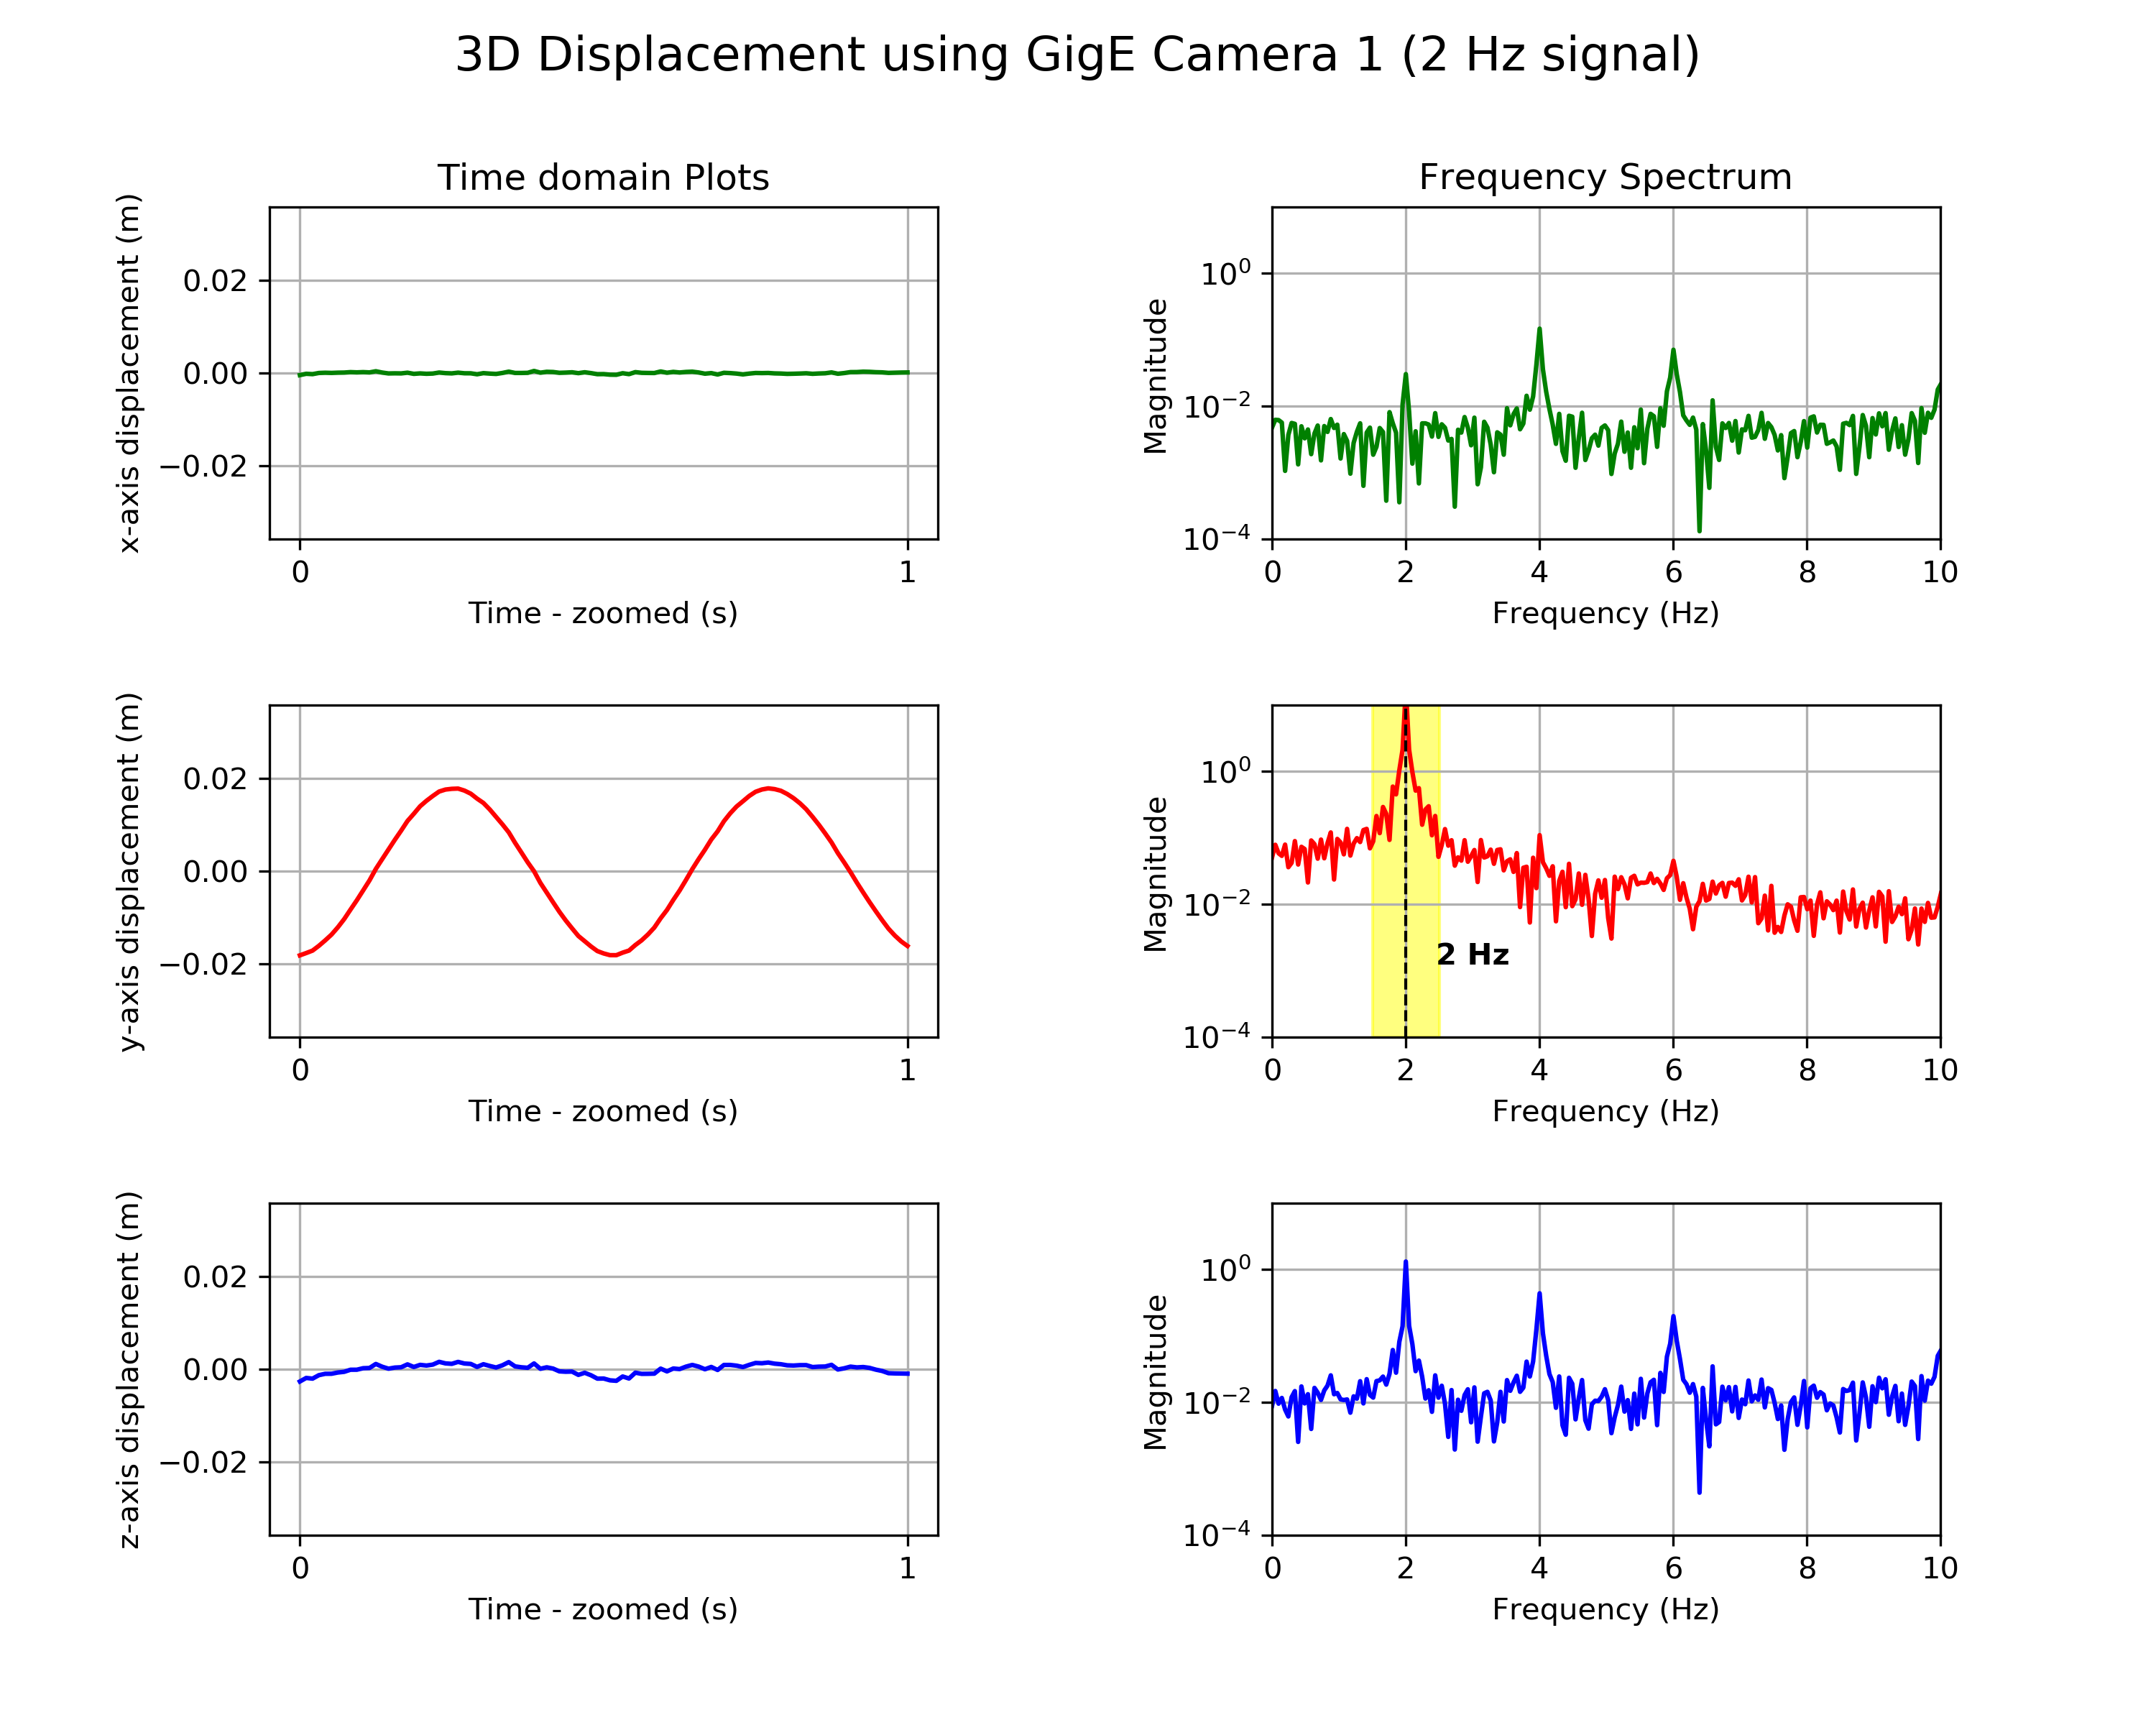 3D Displacement using GigE Camera 1 (2 Hz signal)
Time domain Plots
x-axis displacement (m)
0.02
0.00
−0.02
0 1
Time - zoomed (s)
Frequency Spectrum
Magnitude
10⁰
10⁻²
10⁻⁴
0 2 4 6 8 10
Frequency (Hz)
y-axis displacement (m)
0.02
0.00
−0.02
0 1
Time - zoomed (s)
Magnitude
10⁰
10⁻²
10⁻⁴
2 Hz
0 2 4 6 8 10
Frequency (Hz)
z-axis displacement (m)
0.02
0.00
−0.02
0 1
Time - zoomed (s)
Magnitude
10⁰
10⁻²
10⁻⁴
0 2 4 6 8 10
Frequency (Hz)